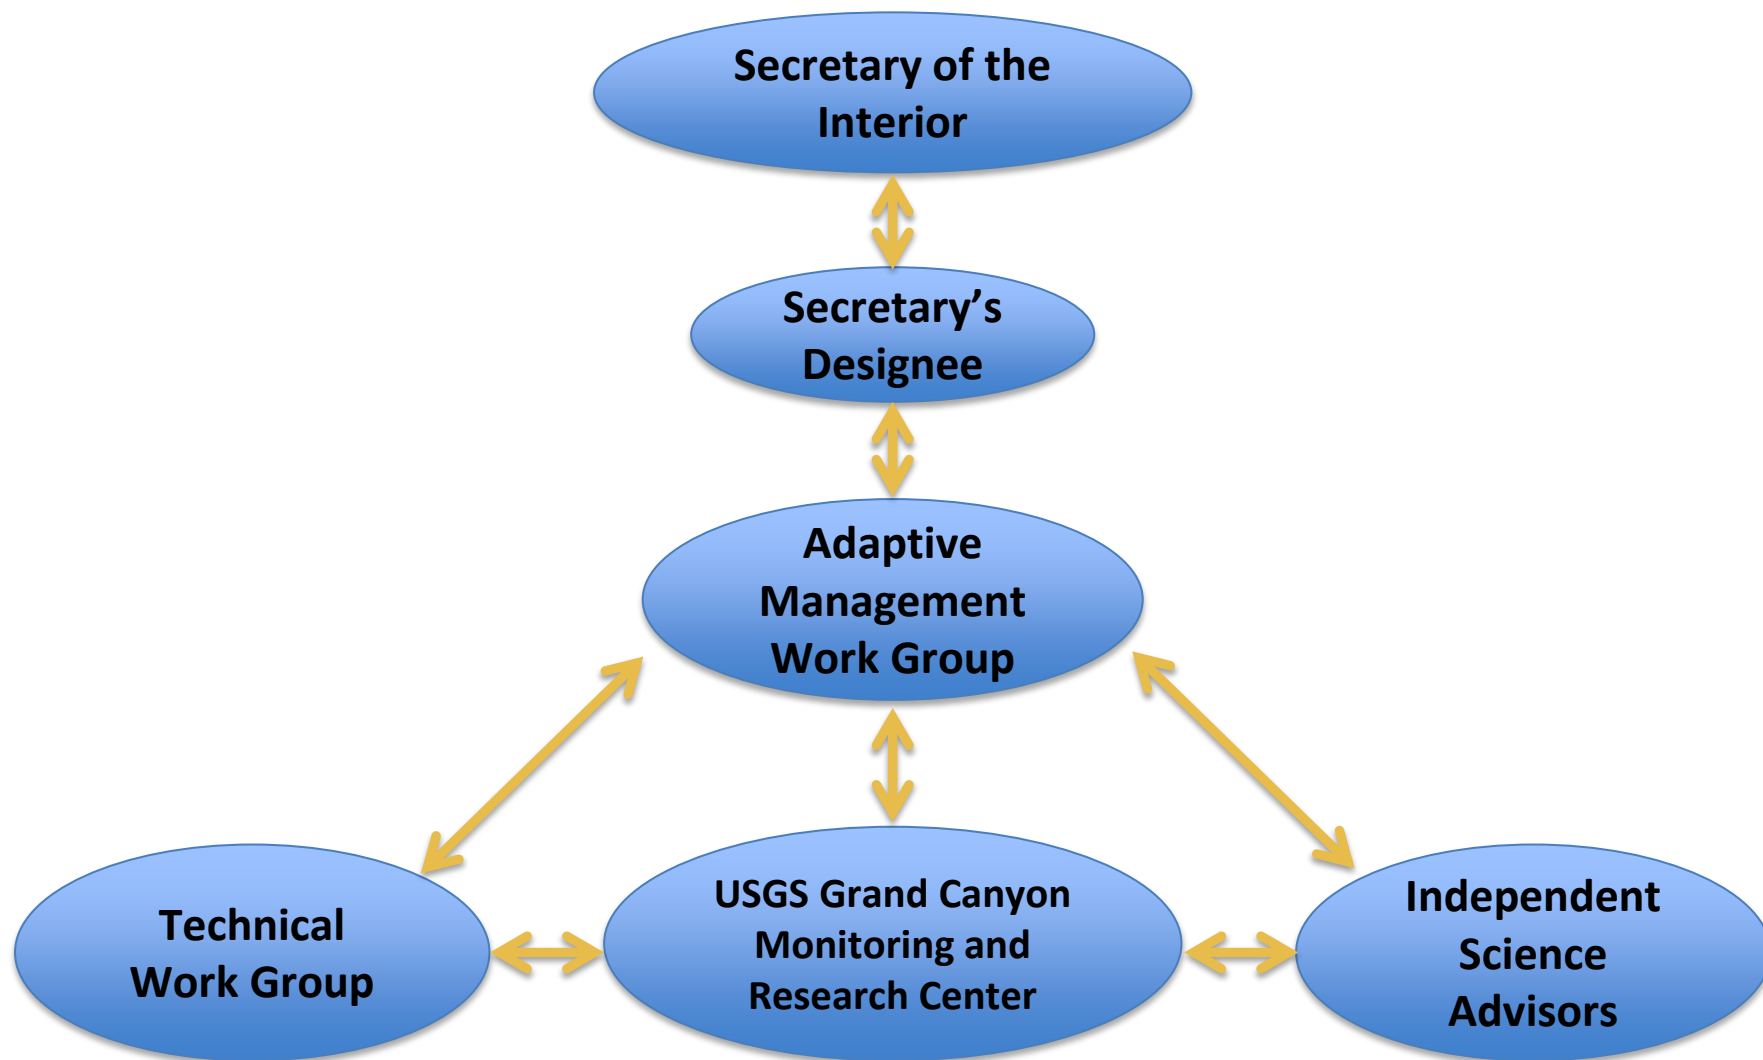 Secretary of the
Interior
Secretary’s
Designee
Adaptive
Management
Work Group
Technical
Work Group
USGS Grand Canyon
Monitoring and
Research Center
Independent
Science
Advisors